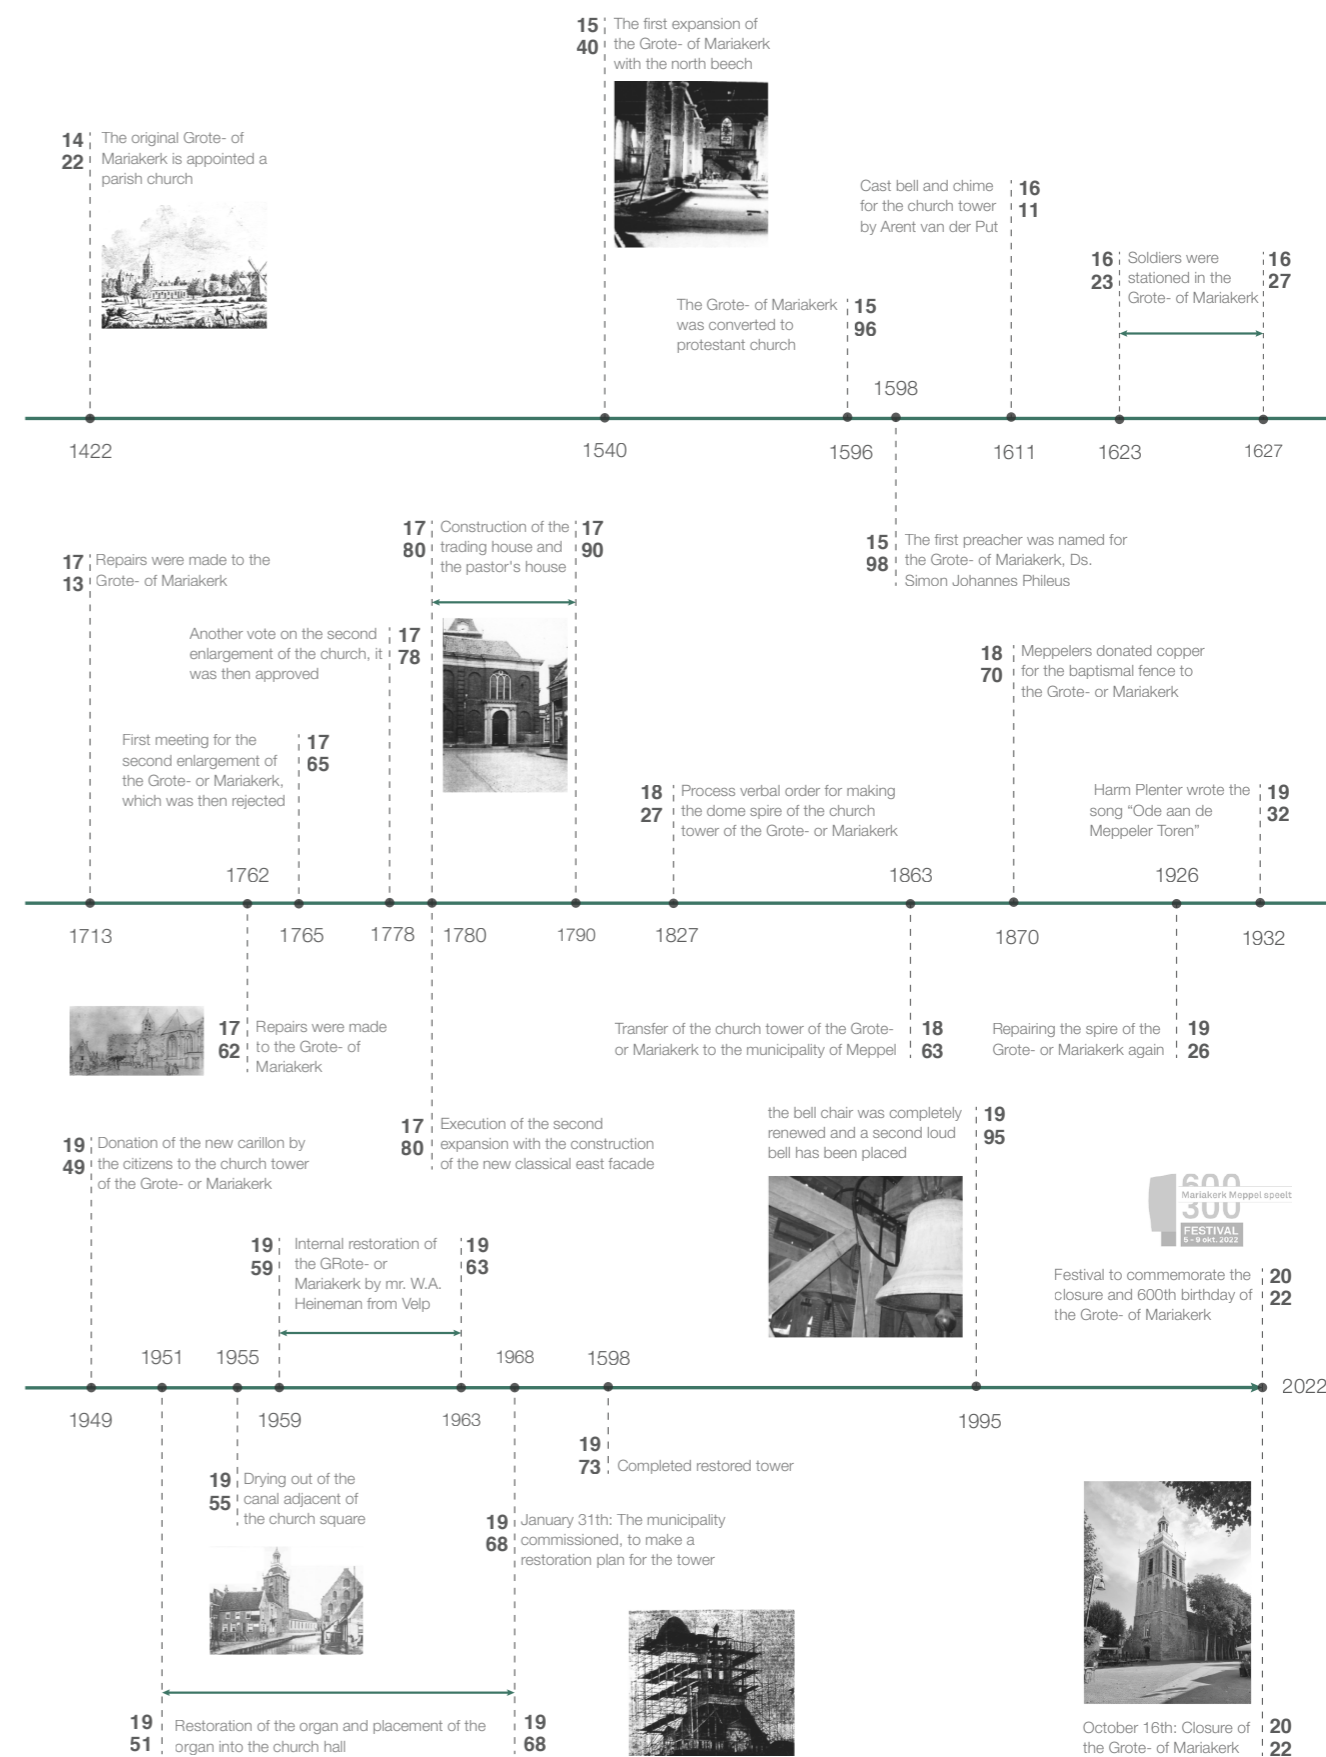 15
40
The first expansion of
the Grote- of Mariakerk
with the north beech
14
22
The original Grote- of
Mariakerk is appointed a
parish church
Cast bell and chime
for the church tower
by Arent van der Put
16
11
16
23
Soldiers were
stationed in the
Grote- of Mariakerk
16
27
The Grote- of Mariakerk
was converted to
protestant church
15
96
1598
1422
1540
1596
1611
1623
1627
15
98
The first preacher was named for
the Grote- of Mariakerk, Ds.
Simon Johannes Phileus
17
13
Repairs were made to the
Grote- of Mariakerk
17
80
Construction of the
trading house and
the pastor's house
17
90
Another vote on the second
enlargement of the church, it
was then approved
17
78
First meeting for the
second enlargement of
the Grote- or Mariakerk,
which was then rejected
17
65
18
27
Process verbal order for making
the dome spire of the church
tower of the Grote- or Mariakerk
18
70
Meppelers donated copper
for the baptismal fence to
the Grote- or Mariakerk
Harm Plenter wrote the
song “Ode aan de
Meppeler Toren”
19
32
1762
1863
1926
1713
1765
1778
1780
1790
1827
1870
1932
17
62
Repairs were made
to the Grote- of
Mariakerk
Transfer of the church tower of the Grote-
or Mariakerk to the municipality of Meppel
18
63
Repairing the spire of the
Grote- or Mariakerk again
19
26
17
80
Execution of the second
expansion with the construction
of the new classical east facade
19
49
Donation of the new carillon by
the citizens to the church tower
of the Grote- or Mariakerk
19
59
Internal restoration of
the GRote- or
Mariakerk by mr. W.A.
Heineman from Velp
19
63
the bell chair was completely
renewed and a second loud
bell has been placed
19
95
600
Mariakerk Meppel speelt
300
FESTIVAL
5 - 9 okt. 2022
Festival to commemorate the
closure and 600th birthday of
the Grote- of Mariakerk
20
22
1951
1955
1968
1598
2022
1949
1959
1963
1995
19
73
Completed restored tower
19
55
Drying out of the
canal adjacent of
the church square
19
68
January 31th: The municipality
commissioned, to make a
restoration plan for the tower
19
51
Restoration of the organ and placement of the
organ into the church hall
19
68
October 16th: Closure of
the Grote- of Mariakerk
20
22